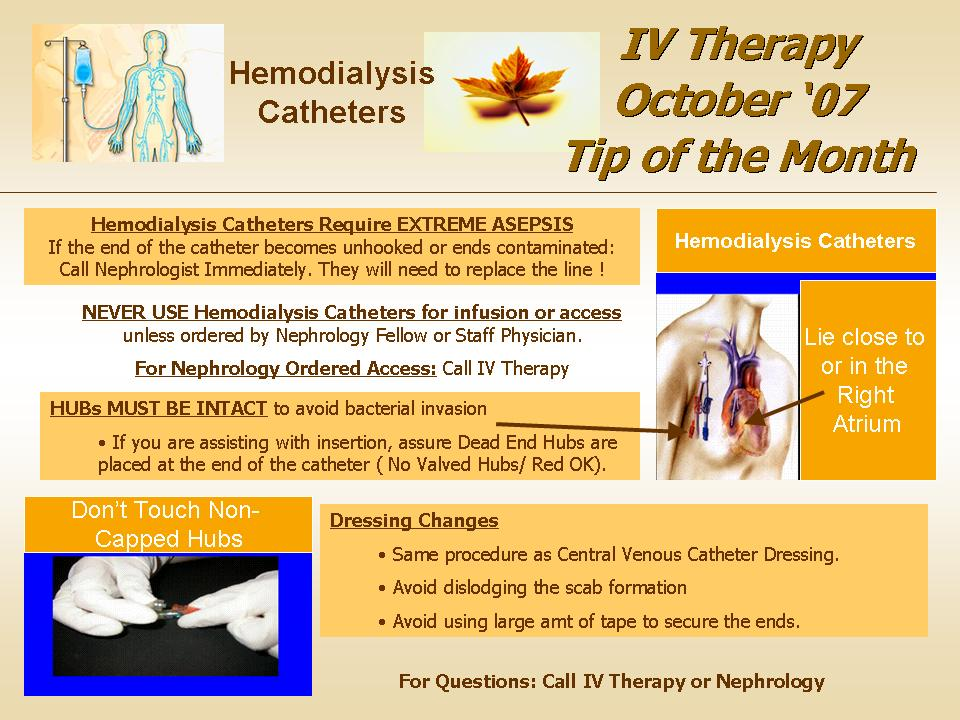 Hemodialysis
Catheters
IV Therapy
October ‘07
Tip of the Month
Hemodialysis Catheters Require EXTREME ASEPSIS
If the end of the catheter becomes unhooked or ends contaminated:
Call Nephrologist Immediately. They will need to replace the line !
NEVER USE Hemodialysis Catheters for infusion or access
unless ordered by Nephrology Fellow or Staff Physician.
For Nephrology Ordered Access: Call IV Therapy
HUBs MUST BE INTACT to avoid bacterial invasion
• If you are assisting with insertion, assure Dead End Hubs are
placed at the end of the catheter ( No Valved Hubs/ Red OK).
Hemodialysis Catheters
Lie close to
or in the
Right
Atrium
Don’t Touch Non-
Capped Hubs
Dressing Changes
• Same procedure as Central Venous Catheter Dressing.
• Avoid dislodging the scab formation
• Avoid using large amt of tape to secure the ends.
For Questions: Call IV Therapy or Nephrology